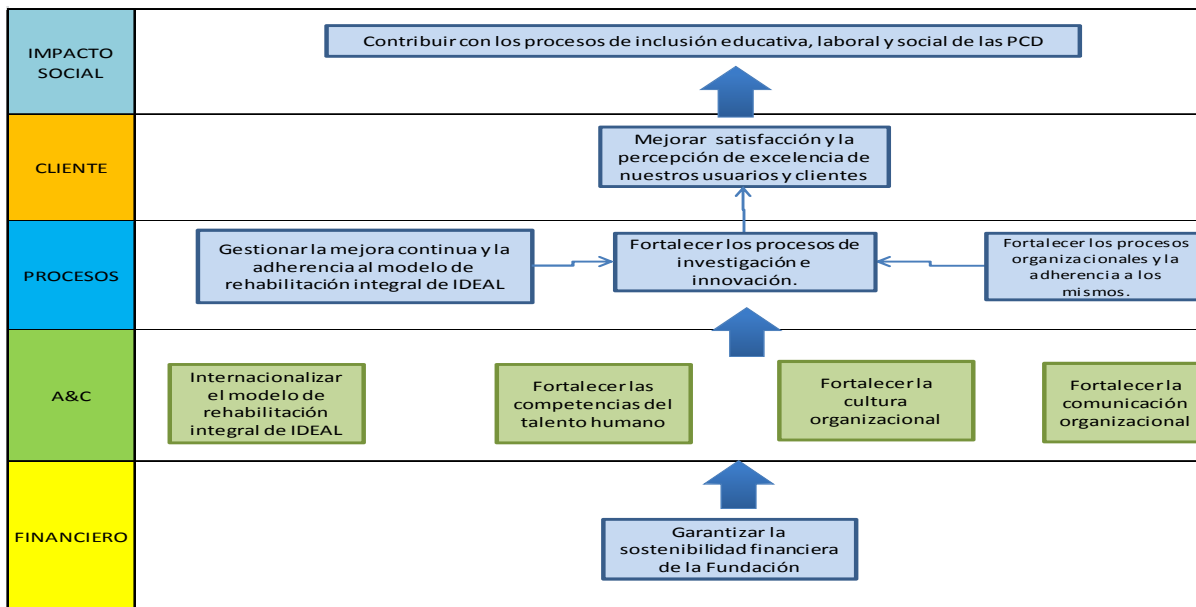 IMPACTO
SOCIAL
Contribuir con los procesos de inclusión educativa, laboral y social de las PCD
CLIENTE
Mejorar satisfacción y la
percepción de excelencia de
nuestros usuarios y clientes
PROCESOS
Gestionar la mejora continua y la
adherencia al modelo de
rehabilitación integral de IDEAL
Fortalecer los procesos de
investigación e
innovación.
Fortalecer los procesos
organizacionales y la
adherencia a los
mismos.
A&C
Internacionalizar
el modelo de
rehabilitación
integral de IDEAL
Fortalecer las
competencias del
talento humano
Fortalecer la
cultura
organizacional
Fortalecer la
comunicación
organizacional
FINANCIERO
Garantizar la
sostenibilidad financiera
de la Fundación